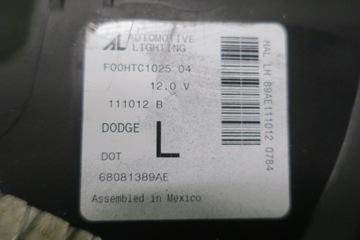 AL AUTOMOTIVE
LIGHTING
F00HTC1025 04
12.0 V
111012 B
DODGE
L
DOT
68081389AE
Assembled in Mexico
HAL LH 89AE111012 0784